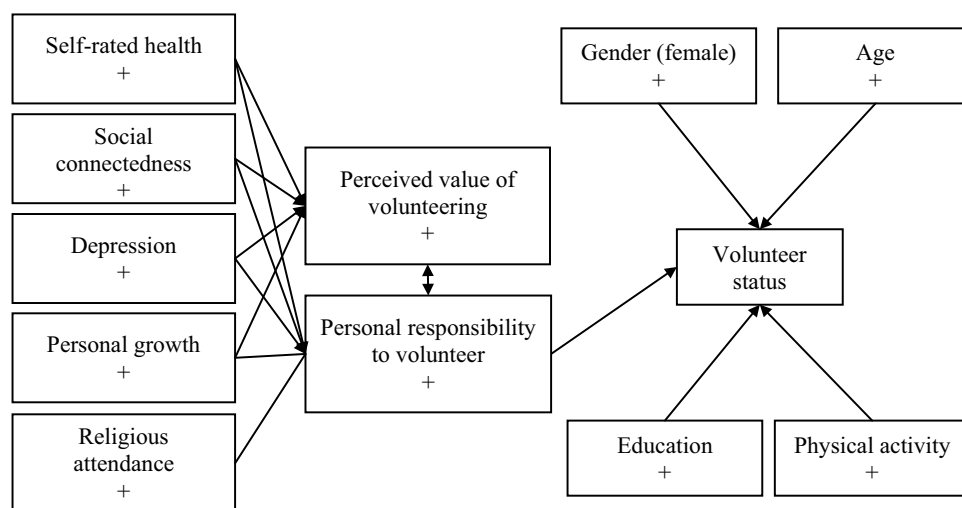 Self-rated health
+
Social
connectedness
+
Depression
+
Personal growth
+
Religious
attendance
+
Perceived value of
volunteering
+
Personal responsibility
to volunteer
+
Gender (female)
+
Age
+
Volunteer
status
Education
+
Physical activity
+